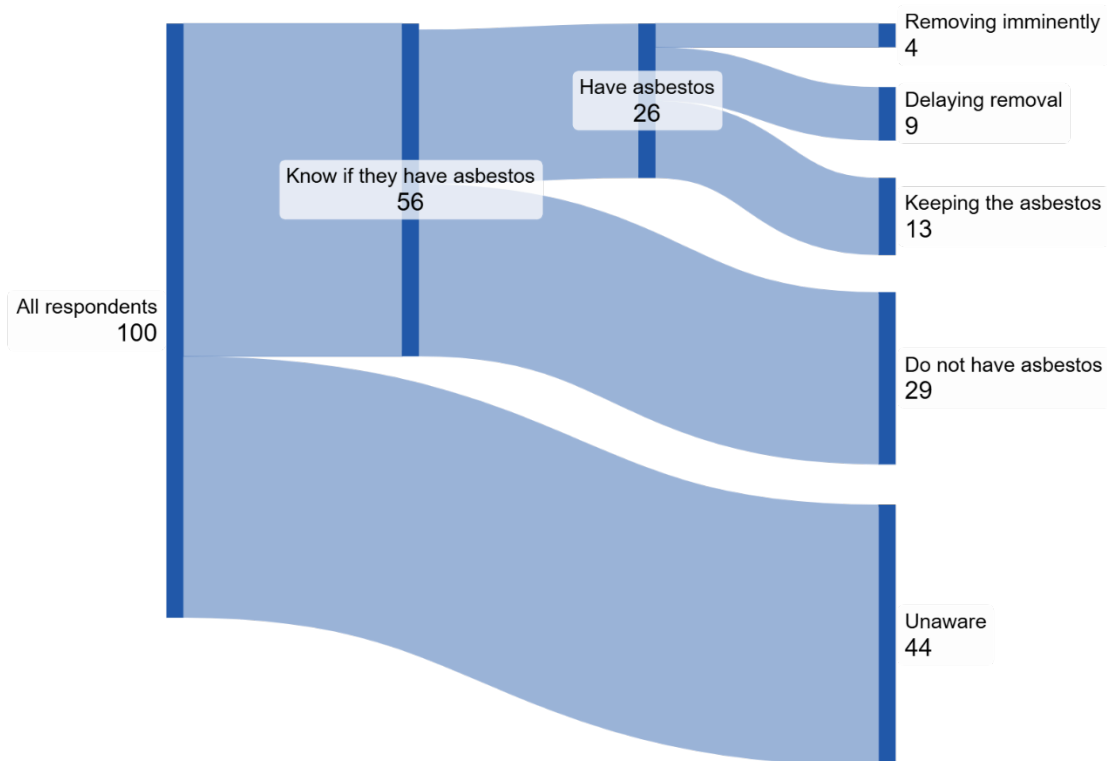 Removing imminently
4
Have asbestos
26
Delaying removal
9
Know if they have asbestos
56
Keeping the asbestos
13
All respondents
100
Do not have asbestos
29
Unaware
44